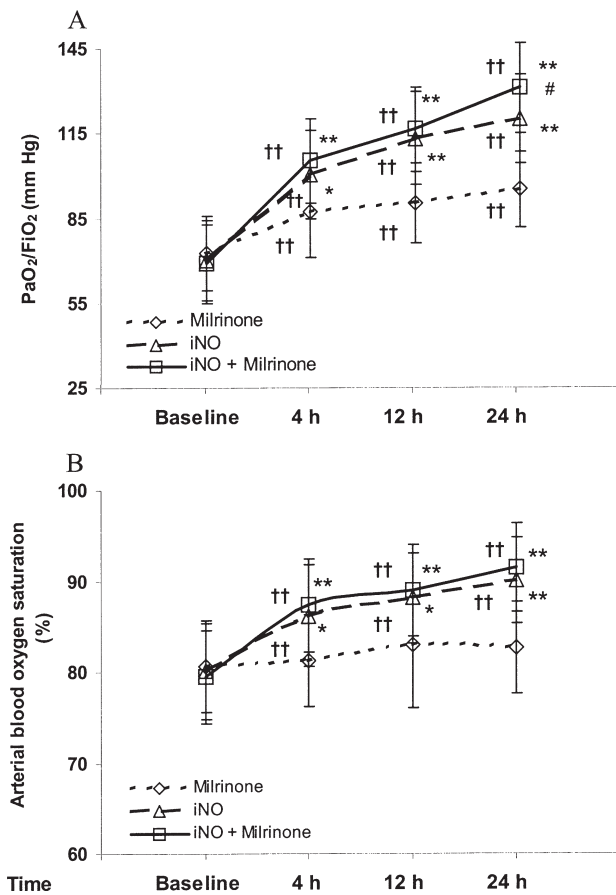 A
145
†† ** #
†† **
115
†† **
†† **
††
†† *
PaO₂/FiO₂ (mm Hg)
85
††
††
††
55
Milrinone
iNO
iNO + Milrinone
25
Baseline 4 h 12 h 24 h
B
100
†† **
†† **
†† **
90
†† **
†† *
††
*
Arterial blood oxygen saturation
(%)
80
70
Milrinone
iNO
iNO + Milrinone
60
Time Baseline 4 h 12 h 24 h